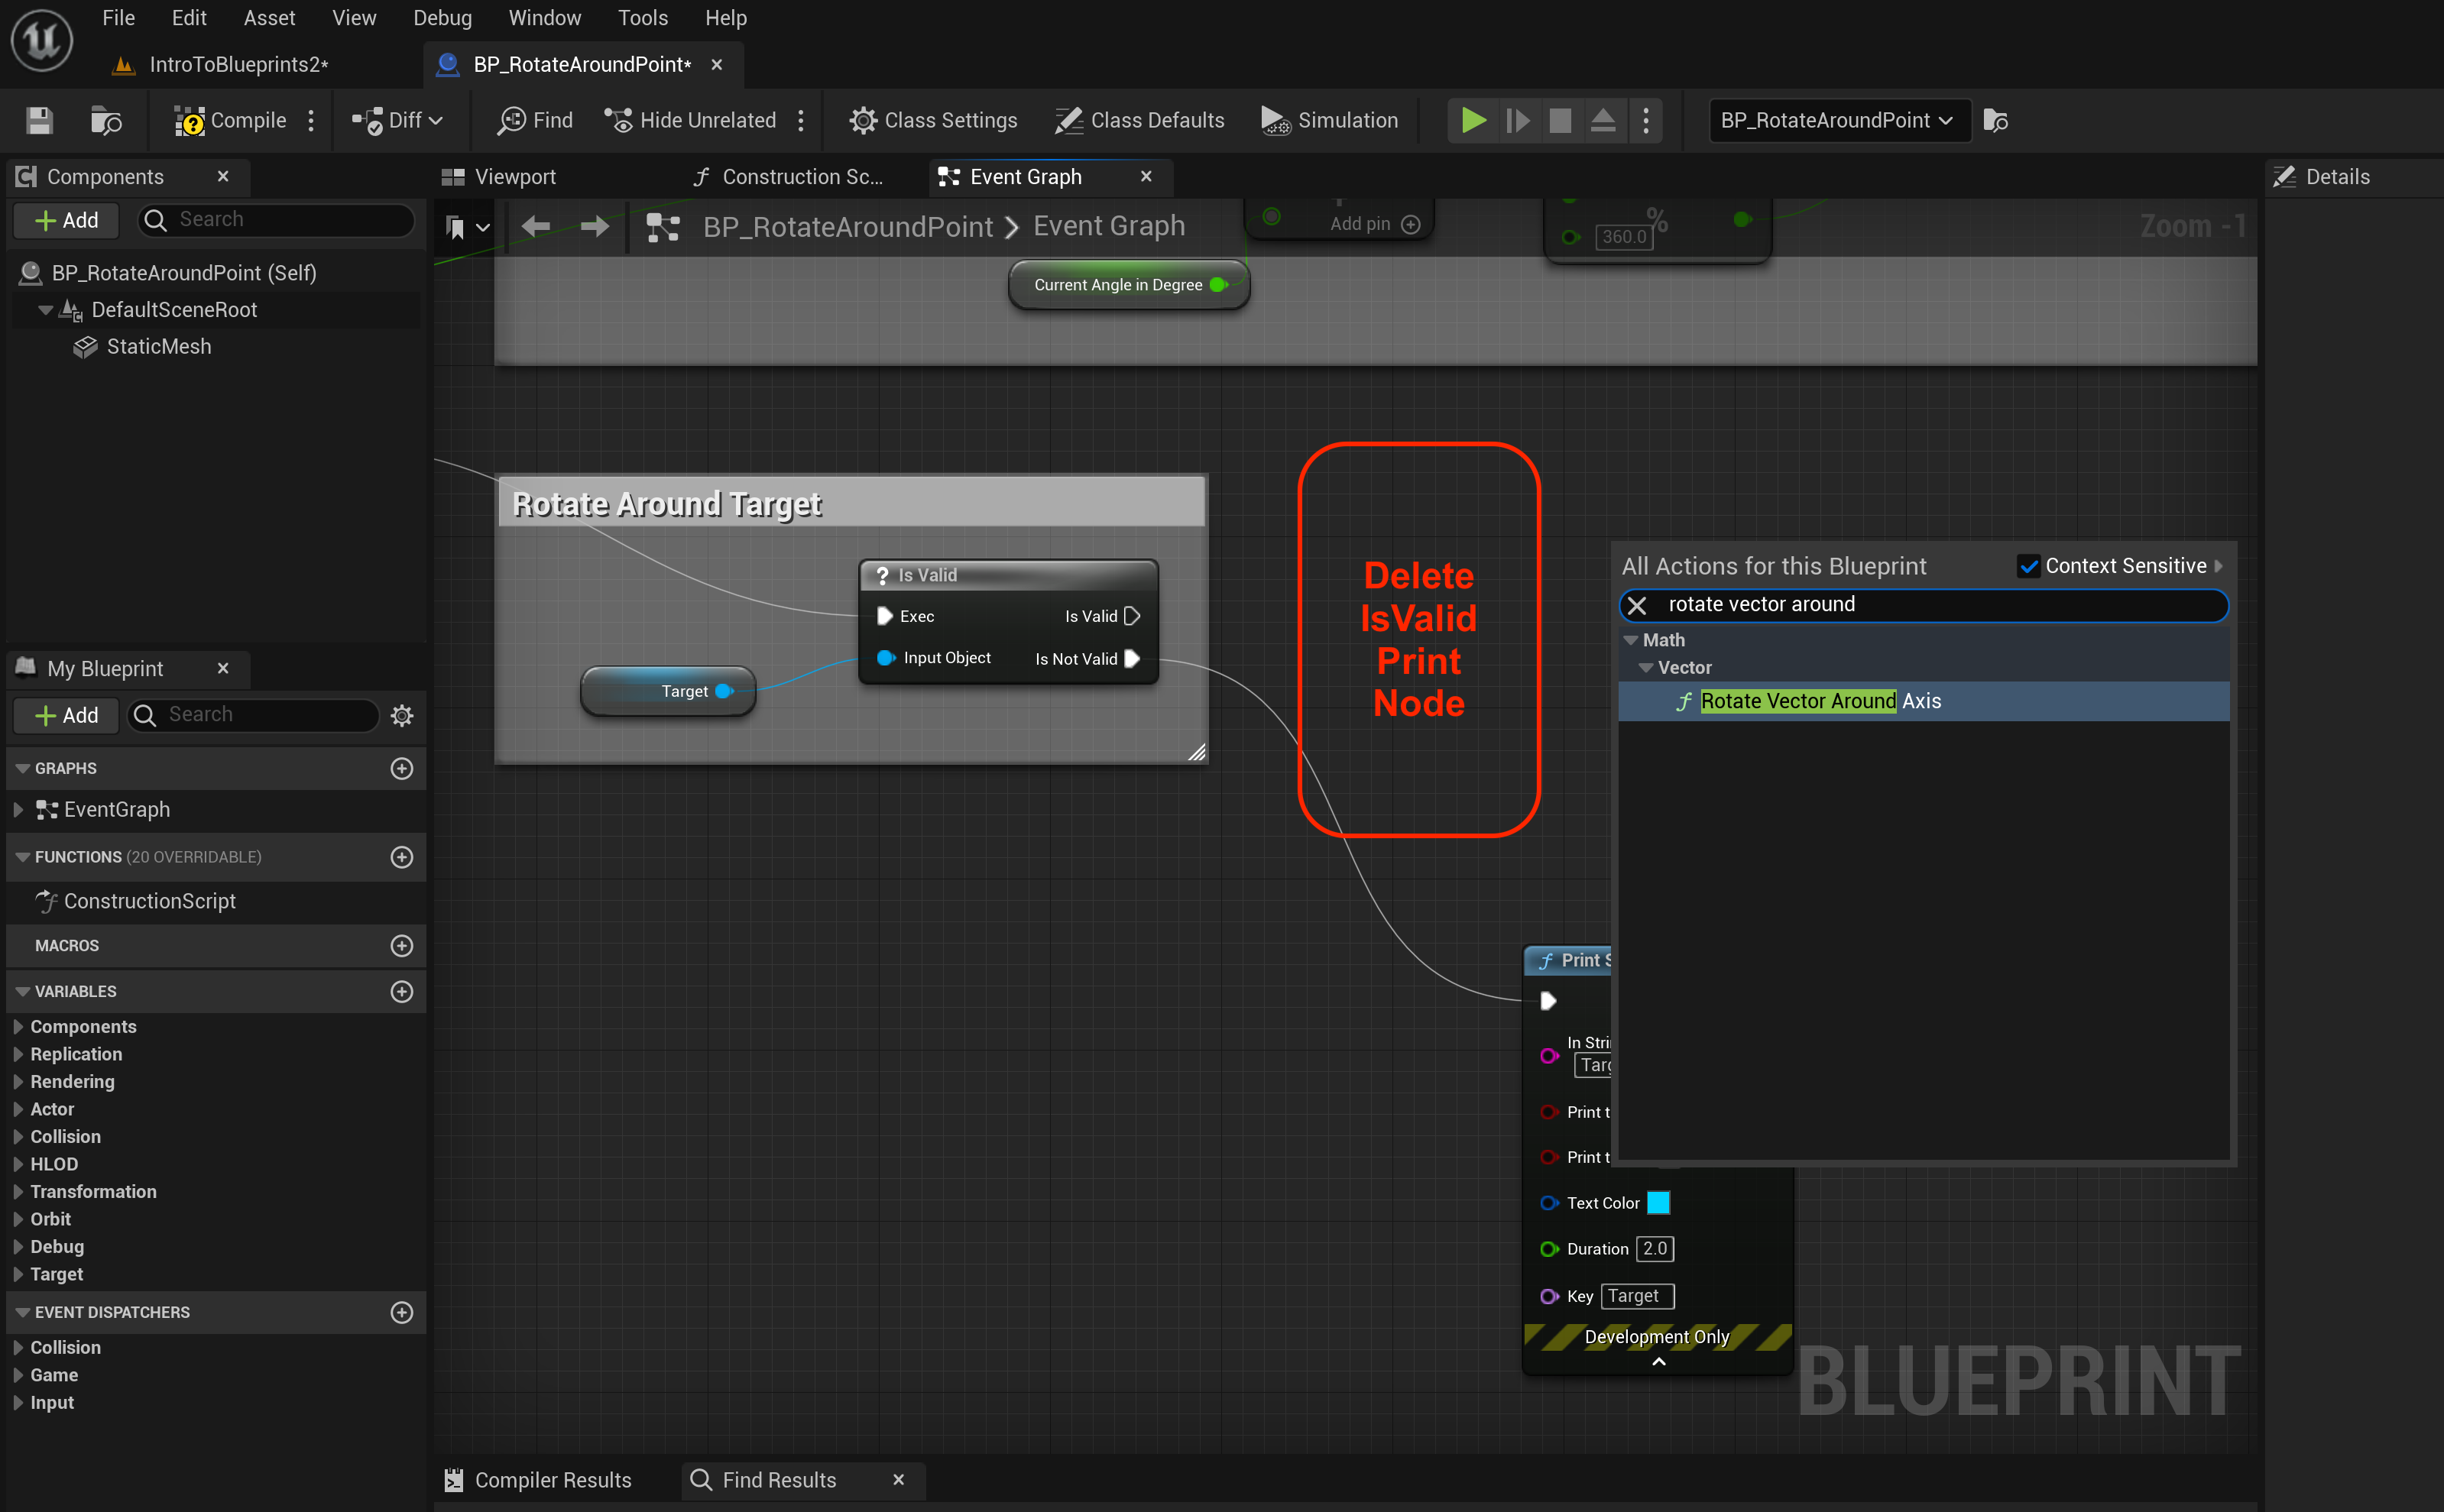 File Edit Asset View Debug Window Tools Help
IntroToBlueprints2*
BP_RotateAroundPoint*
Compile
Diff
Find
Hide Unrelated
Class Settings
Class Defaults
Simulation
BP_RotateAroundPoint
Components
Add
Search
BP_RotateAroundPoint (Self)
DefaultSceneRoot
StaticMesh
My Blueprint
Add
Search
GRAPHS
EventGraph
FUNCTIONS (20 OVERRIDABLE)
ConstructionScript
MACROS
VARIABLES
Components
Replication
Rendering
Actor
Collision
HLOD
Transformation
Orbit
Debug
Target
EVENT DISPATCHERS
Collision
Game
Input
Viewport
Construction Sc...
Event Graph
BP_RotateAroundPoint > Event Graph
Add pin
360.0
%
Zoom -1
Current Angle in Degree
Rotate Around Target
Is Valid
Exec
Is Valid
Input Object
Is Not Valid
Target
Delete
IsValid
Print
Node
All Actions for this Blueprint
Context Sensitive
rotate vector around
Math
Vector
Rotate Vector Around Axis
Print S
In Stri
Targ
Print t
Print t
Text Color
Duration 2.0
Key Target
Development Only
BLUEPRINT
Compiler Results
Find Results
Details